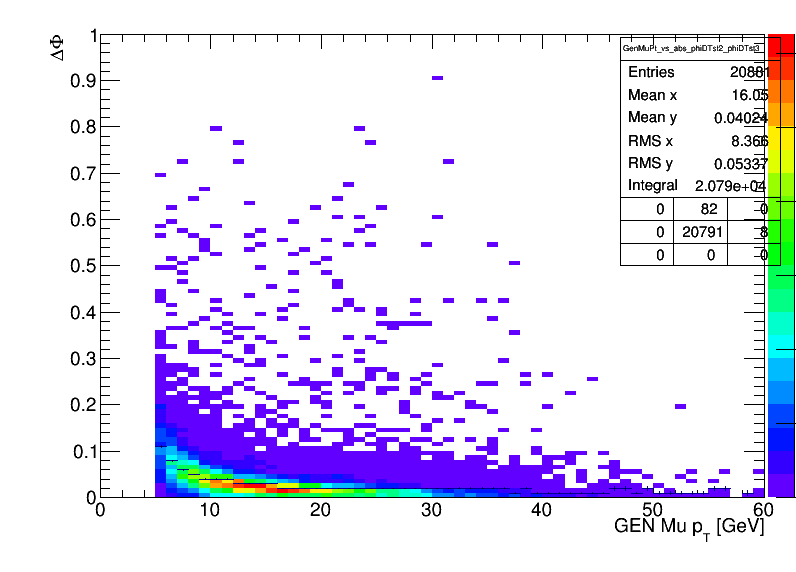 ΔΦ
1
0.9
0.8
0.7
0.6
0.5
0.4
0.3
0.2
0.1
0
0 10 20 30 40 50 60
GEN Mu p_T [GeV]
GenMuPt_vs_abs_phiDTst2_phiDTst3
Entries 20881
Mean x 16.05
Mean y 0.04024
RMS x 8.366
RMS y 0.05337
Integral 2.079e+04
0 82 0
0 20791 8
0 0 0